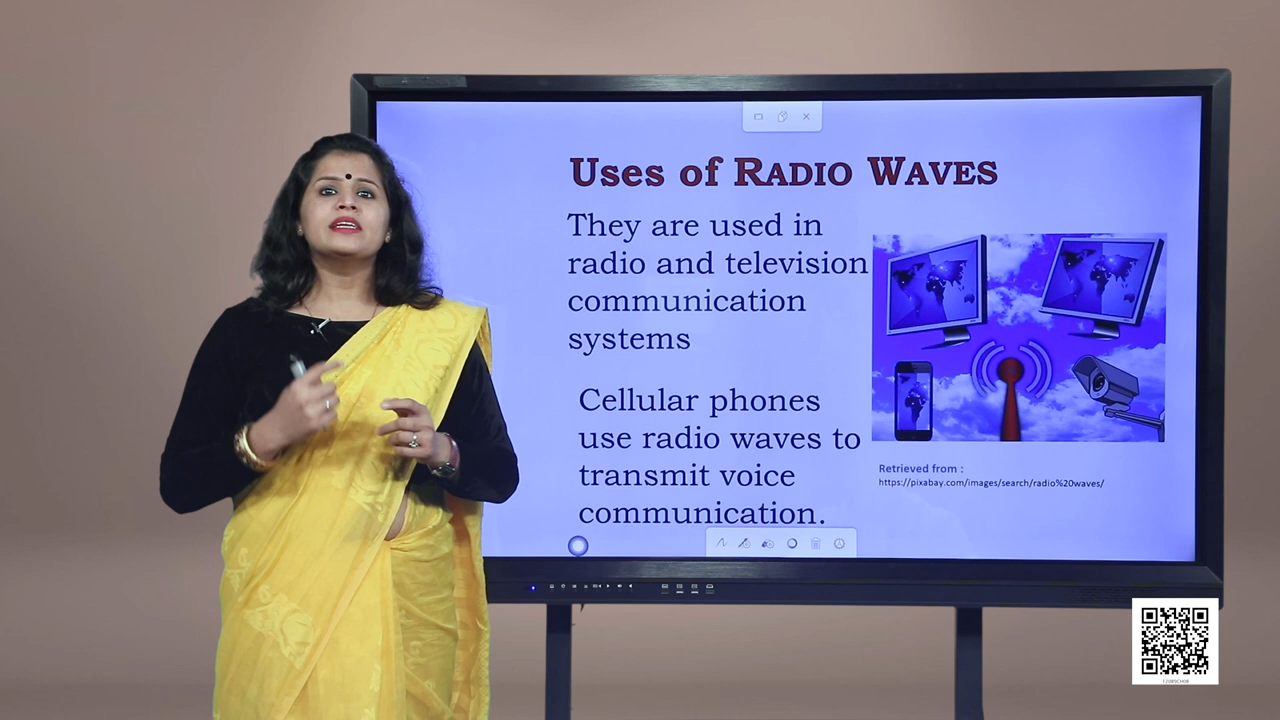 Uses of RADIO WAVES
They are used in
radio and television
communication
systems
Cellular phones
use radio waves to
transmit voice
communication.
Retrieved from :
https://pixabay.com/images/search/radio%20waves/